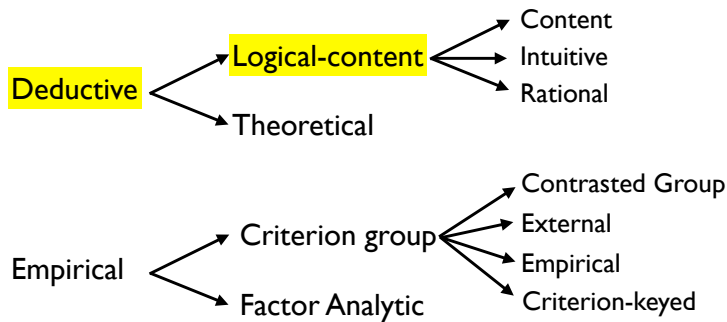 Content
Logical-content
Intuitive
Deductive
Rational
Theoretical
Contrasted Group
External
Criterion group
Empirical
Empirical
Factor Analytic
Criterion-keyed